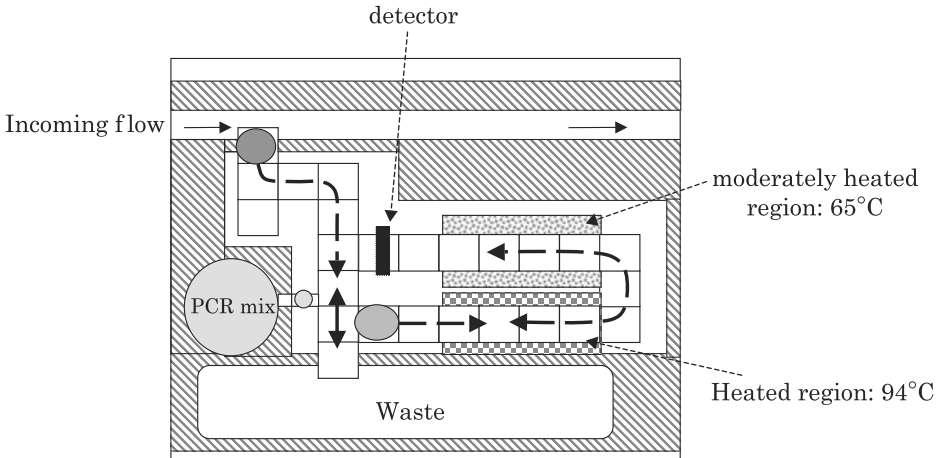 detector
Incoming flow
moderately heated
region: 65°C
PCR mix
Heated region: 94°C
Waste